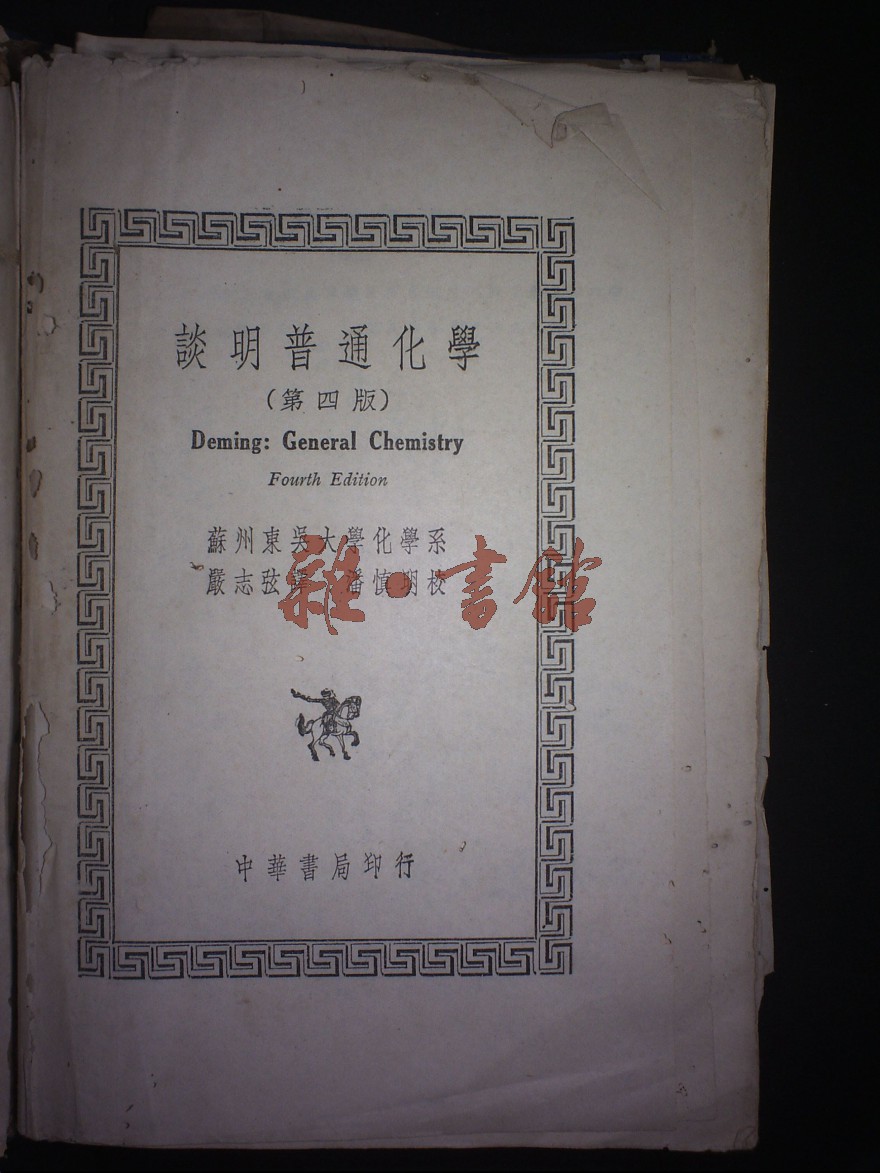 談明普通化學
(第四版)
Deming: General Chemistry
Fourth Edition
蘇州東吳大學化學系
嚴志弦譯 潘慎明校
雜·書館
中華書局印行